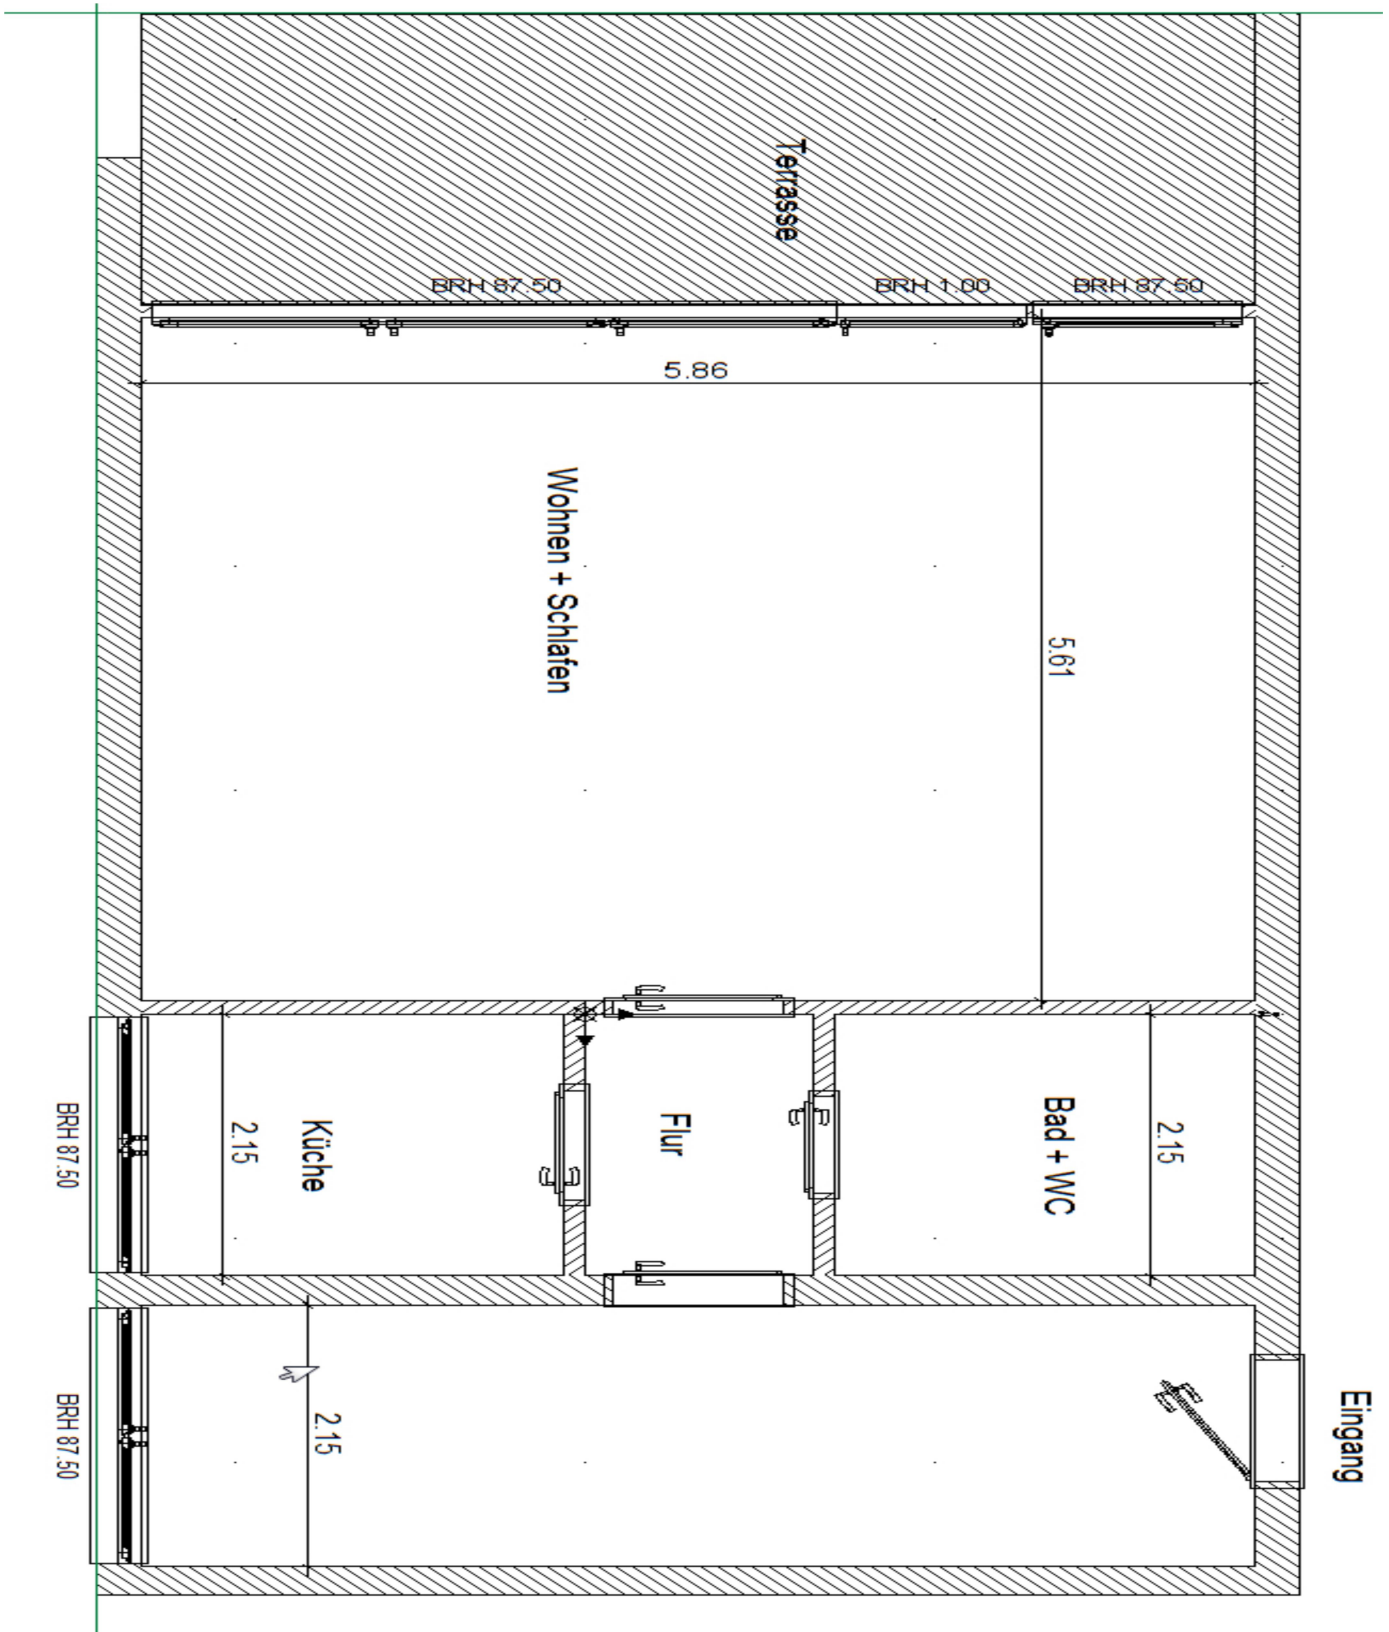 Terrasse
BRH 87.50
BRH 1.00
BRH 87.50
5.86
Wohnen + Schlafen
5.61
Küche
2.15
Flur
Bad + WC
2.15
BRH 87.50
2.15
BRH 87.50
Eingang